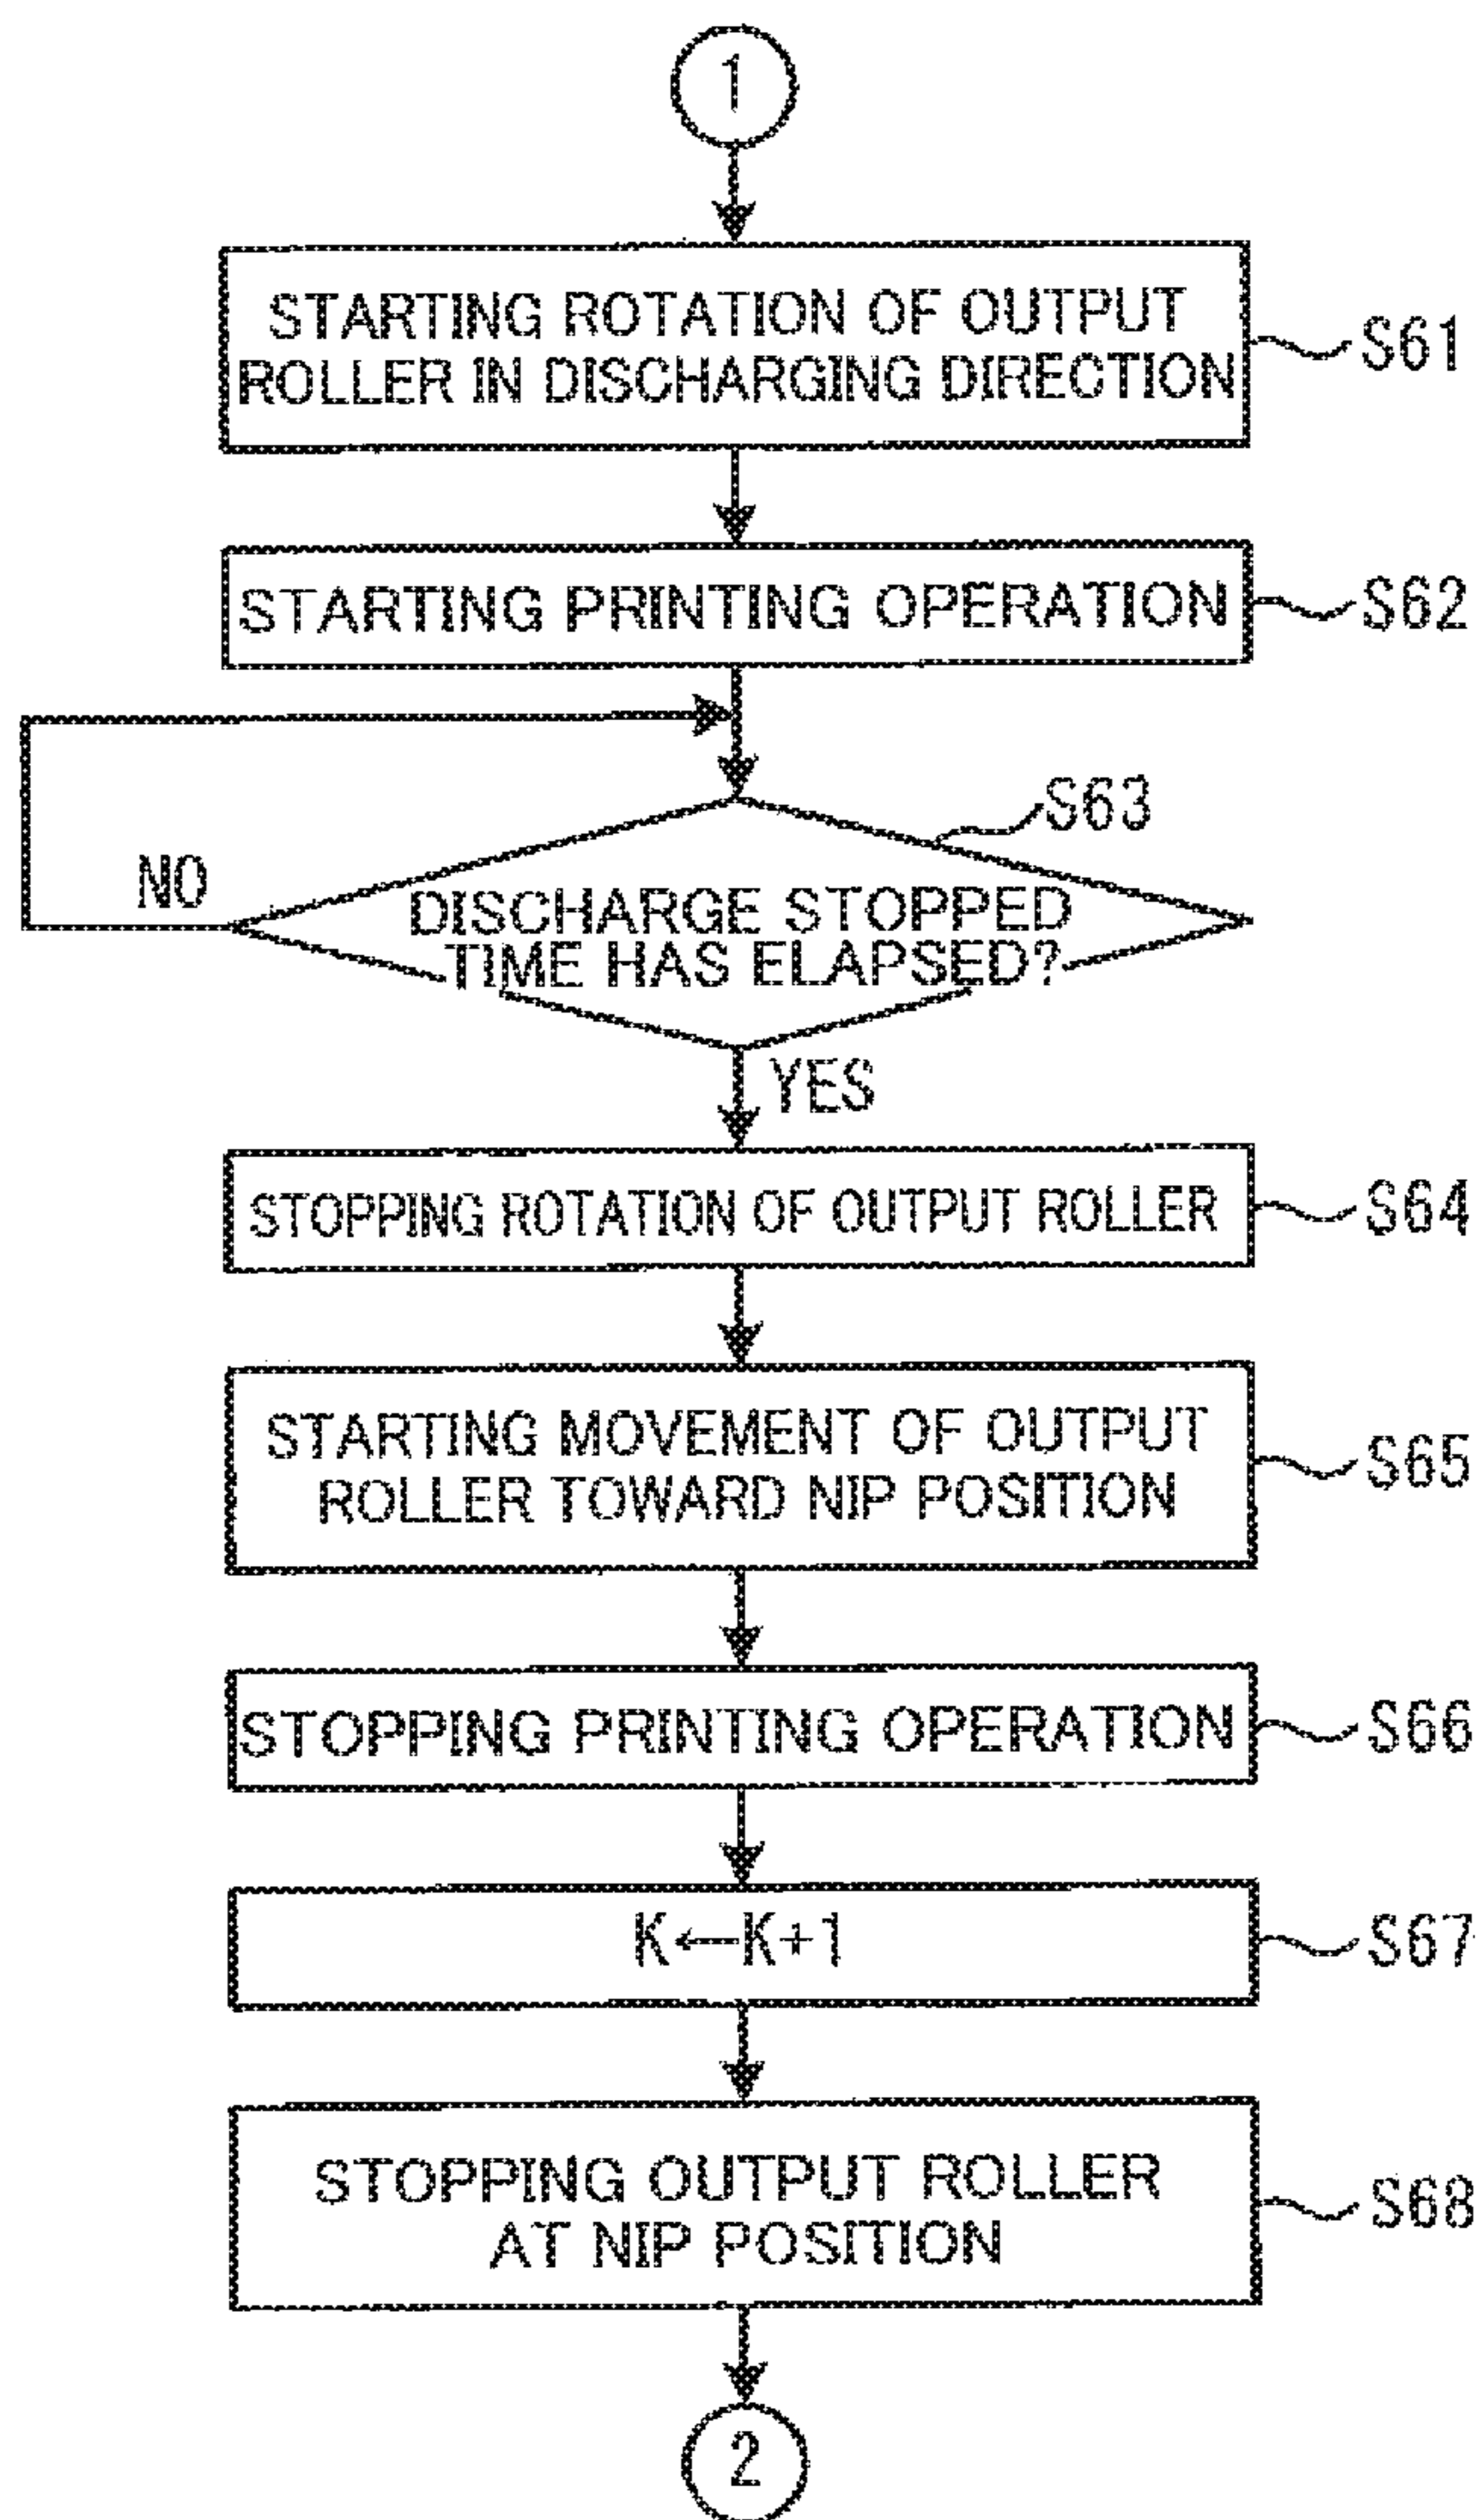 1
STARTING ROTATION OF OUTPUT
ROLLER IN DISCHARGING DIRECTION
S61
STARTING PRINTING OPERATION
S62
S63
NO
DISCHARGE STOPPED
TIME HAS ELAPSED?
YES
STOPPING ROTATION OF OUTPUT ROLLER
S64
STARTING MOVEMENT OF OUTPUT
ROLLER TOWARD NIP POSITION
S65
STOPPING PRINTING OPERATION
S66
K←K+1
S67
STOPPING OUTPUT ROLLER
AT NIP POSITION
S68
2